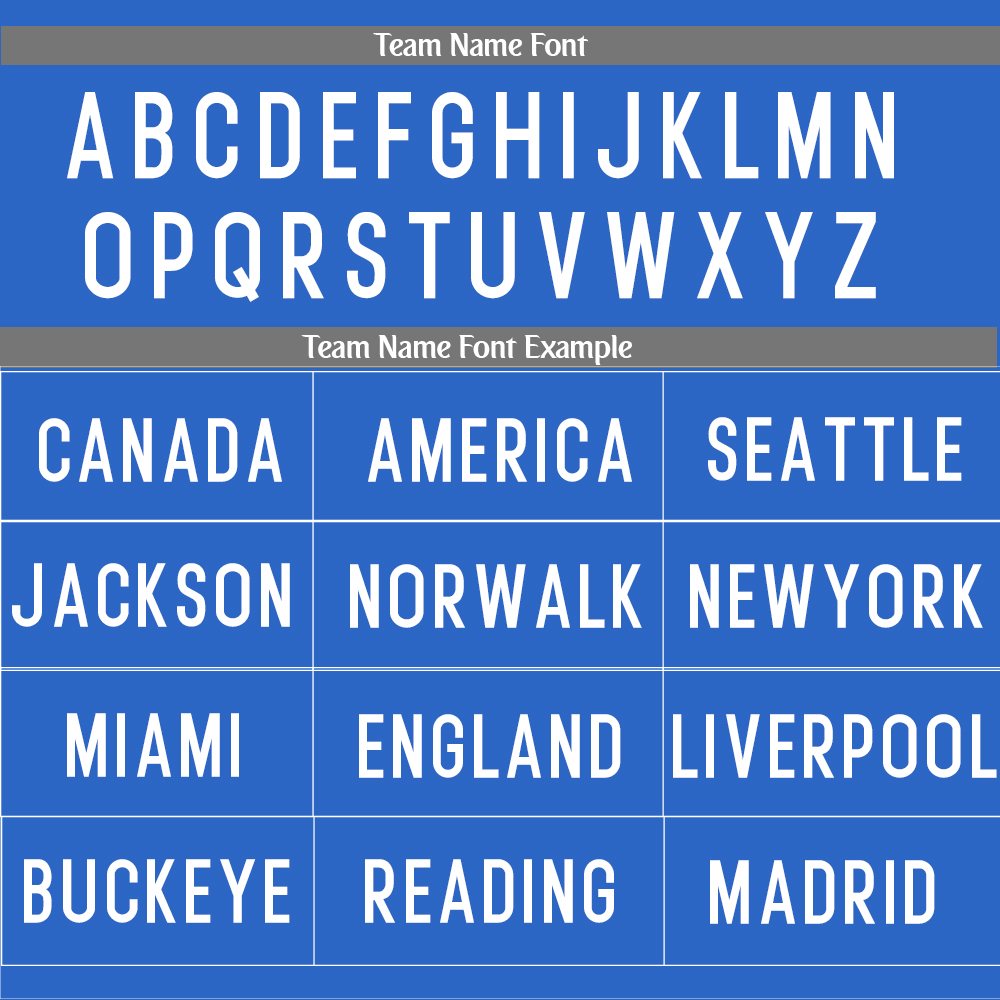 Team Name Font
ABCDEFGHIJKLMN
OPQRSTUVWXYZ
Team Name Font Example
CANADA AMERICA SEATTLE
JACKSON NORWALK NEWYORK
MIAMI ENGLAND LIVERPOOL
BUCKEYE READING MADRID